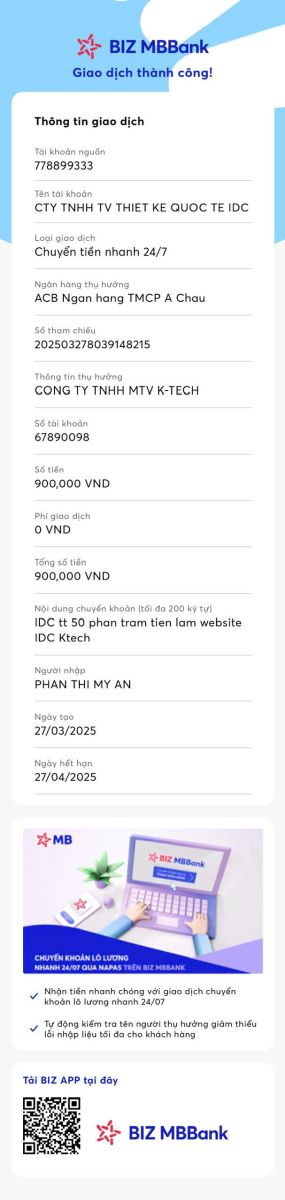 BIZ MBBank
Giao dịch thành công!
Thông tin giao dịch
Tài khoản nguồn
778899333
Tên tài khoản
CTY TNHH TV THIET KE QUOC TE IDC
Loại giao dịch
Chuyển tiền nhanh 24/7
Ngân hàng thụ hưởng
ACB Ngan hang TMCP A Chau
Số tham chiếu
202503278039148215
Thông tin thụ hưởng
CONG TY TNHH MTV K-TECH
Số tài khoản
67890098
Số tiền
900,000 VND
Phí giao dịch
0 VND
Tổng số tiền
900,000 VND
Nội dung chuyển khoản (tối đa 200 ký tự)
IDC tt 50 phan tram tien lam website
IDC Ktech
Người nhập
PHAN THI MY AN
Ngày tạo
27/03/2025
Ngày hết hạn
27/04/2025
MB
BIZ MBBank
CHUYỂN KHOẢN LÔ LƯƠNG
NHANH 24/07 QUA NAPAS TRÊN BIZ MBBANK
Nhận tiền nhanh chóng với giao dịch chuyển
khoản lô lương nhanh 24/07
Tự động kiểm tra tên người thụ hưởng giảm thiểu
lỗi nhập liệu tối đa cho khách hàng
Tải BIZ APP tại đây
BIZ MBBank